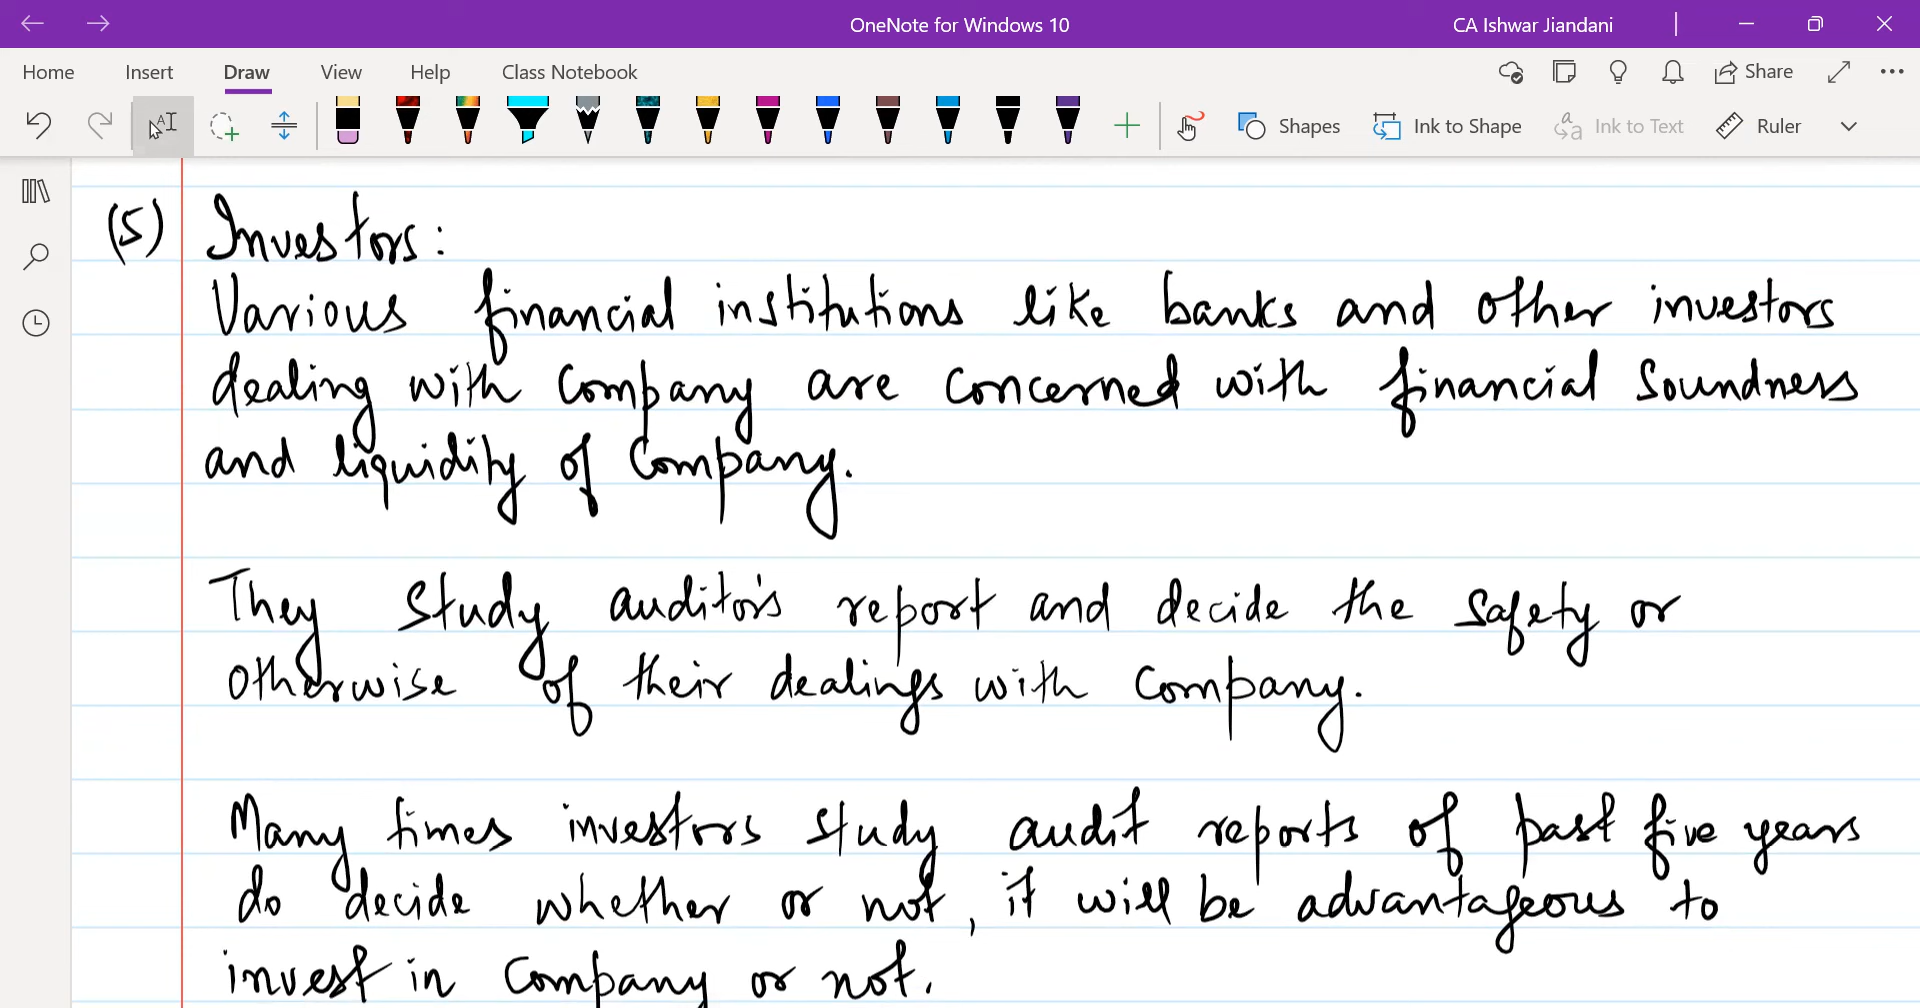 OneNote for Windows 10 CA Ishwar Jiandani
Home Insert Draw View Help Class Notebook Share
Shapes Ink to Shape Ink to Text Ruler
(5) Investors:
Various financial institutions like banks and other investors
dealing with Company are Concerned with financial Soundness
and liquidity of Company.
They Study auditor's report and decide the Safety or
otherwise of their dealings with Company.
Many times investors study audit reports of past five years
do decide whether or not, it will be advantageous to
invest in Company or not.